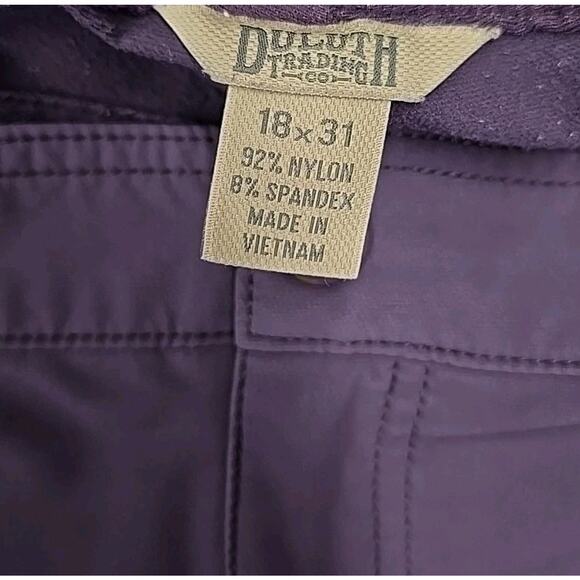 DULUTH
TRADING
CO
18x31
92% NYLON
8% SPANDEX
MADE IN
VIETNAM